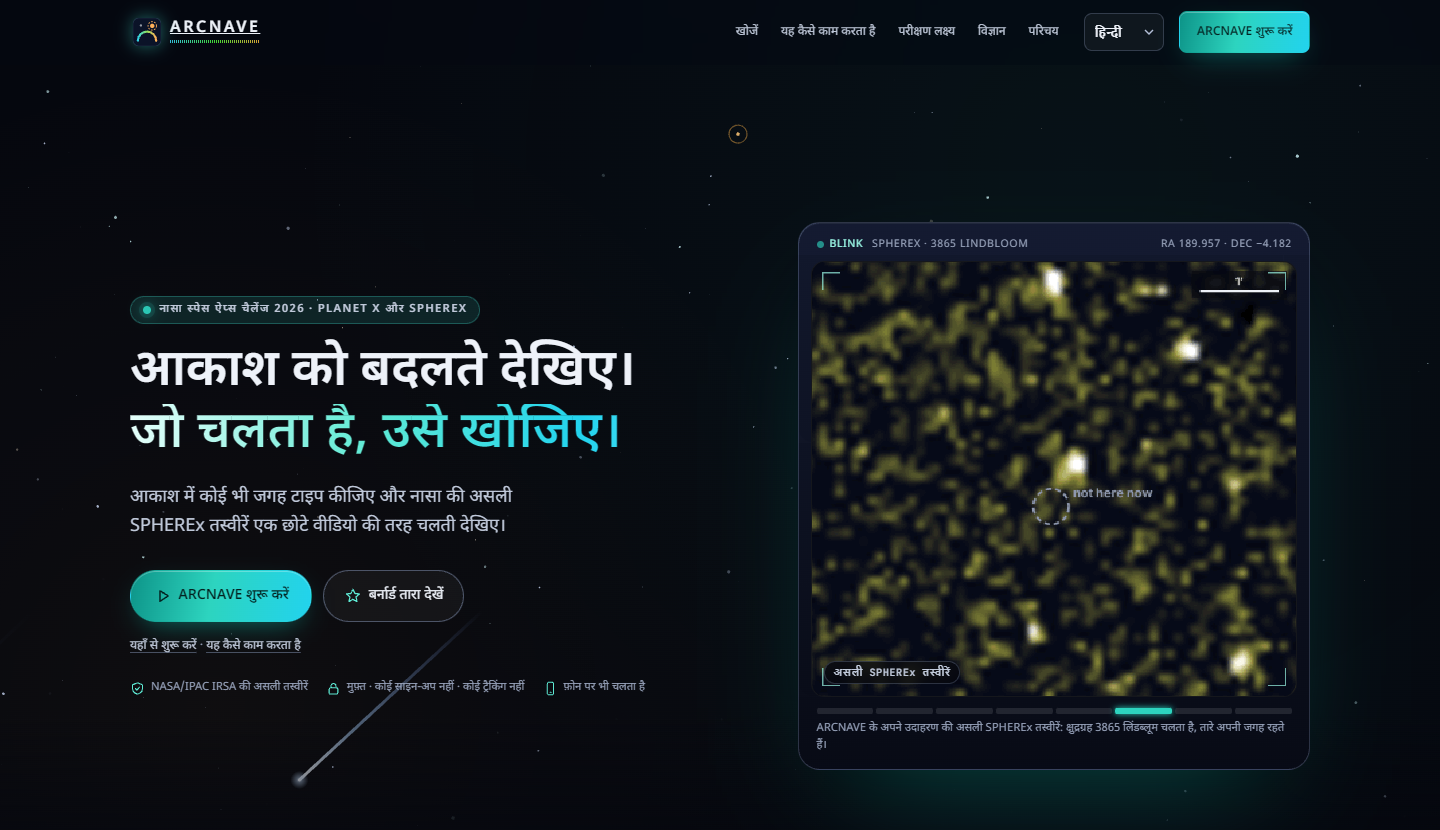 ARCNAVE
खोजें
यह कैसे काम करता है
परीक्षण लक्ष्य
विज्ञान
परिचय
हिन्दी
ARCNAVE शुरू करें
नासा स्पेस ऐप्स चैलेंज 2026 · PLANET X और SPHEREX
आकाश को बदलते देखिए।
जो चलता है, उसे खोजिए।
आकाश में कोई भी जगह टाइप कीजिए और नासा की असली
SPHEREx तस्वीरें एक छोटे वीडियो की तरह चलती देखिए।
ARCNAVE शुरू करें
बर्नार्ड तारा देखें
यहाँ से शुरू करें · यह कैसे काम करता है
NASA/IPAC IRSA की असली तस्वीरें
मुफ़्त · कोई साइन-अप नहीं · कोई ट्रैकिंग नहीं
फ़ोन पर भी चलता है
BLINK SPHEREX · 3865 LINDBLOOM
RA 189.957 · DEC −4.182
1'
not here now
असली SPHEREx तस्वीरें
ARCNAVE के अपने उदाहरण की असली SPHEREx तस्वीरें: क्षुद्रग्रह 3865 लिंडब्लूम चलता है, तारे अपनी जगह रहते
हैं।